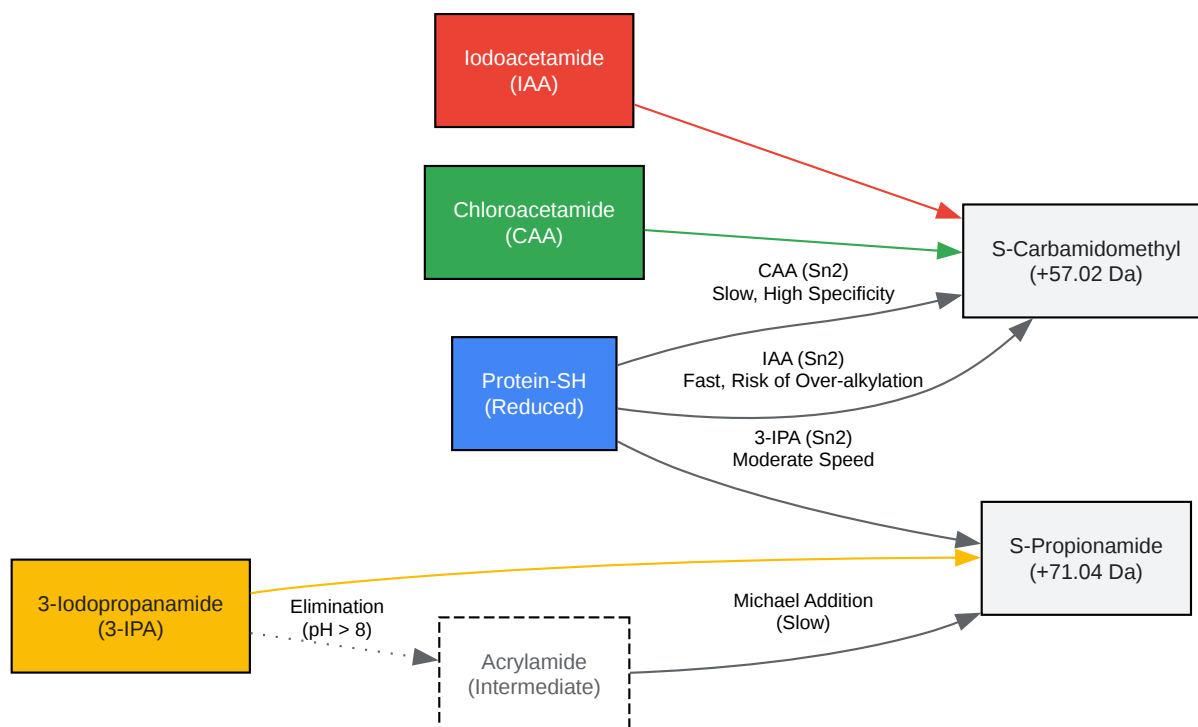 Iodoacetamide
(IAA)
Chloroacetamide
(CAA)
S-Carbamidomethyl
(+57.02 Da)
CAA (Sn2)
Slow, High Specificity
Protein-SH
(Reduced)
IAA (Sn2)
Fast, Risk of Over-alkylation
3-IPA (Sn2)
Moderate Speed
S-Propionamide
(+71.04 Da)
3-Iodopropanamide
(3-IPA)
Elimination
(pH > 8)
Michael Addition
(Slow)
Acrylamide
(Intermediate)